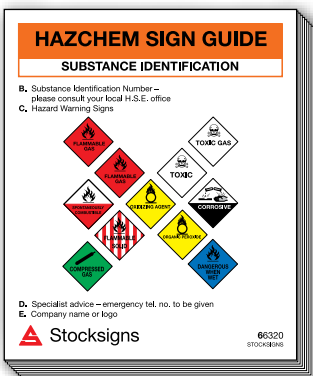 HAZCHEM SIGN GUIDE
SUBSTANCE IDENTIFICATION
B. Substance Identification Number –
please consult your local H.S.E. office
C. Hazard Warning Signs
FLAMMABLE
GAS
TOXIC GAS
FLAMMABLE
GAS
TOXIC
SPONTANEOUSLY
COMBUSTIBLE
OXIDIZING AGENT
CORROSIVE
FLAMMABLE
SOLID
ORGANIC PEROXIDE
COMPRESSED
GAS
DANGEROUS
WHEN
WET
D. Specialist advice – emergency tel. no. to be given
E. Company name or logo
Stocksigns
66320
STOCKSIGNS